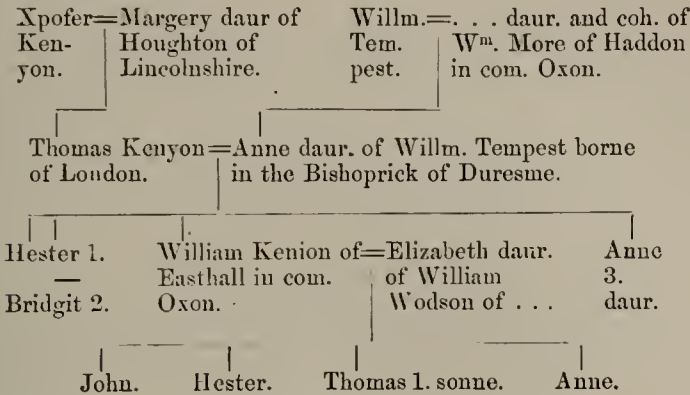 Xpofer=Margery daur of Willm.=. . . daur. and coh. of
Ken- Houghton of Tem. Wm. More of Haddon
yon. Lincolnshire. pest. in com. Oxon.
Thomas Kenyon=Anne daur. of Willm. Tempest borne
of London. in the Bishoprick of Duresme.
Hester 1. William Kenion of=Elizabeth daur. Anne
— Easthall in com. of William 3.
Bridgit 2. Oxon. Wodson of . . . daur.
John. Hester. Thomas 1. sonne. Anne.